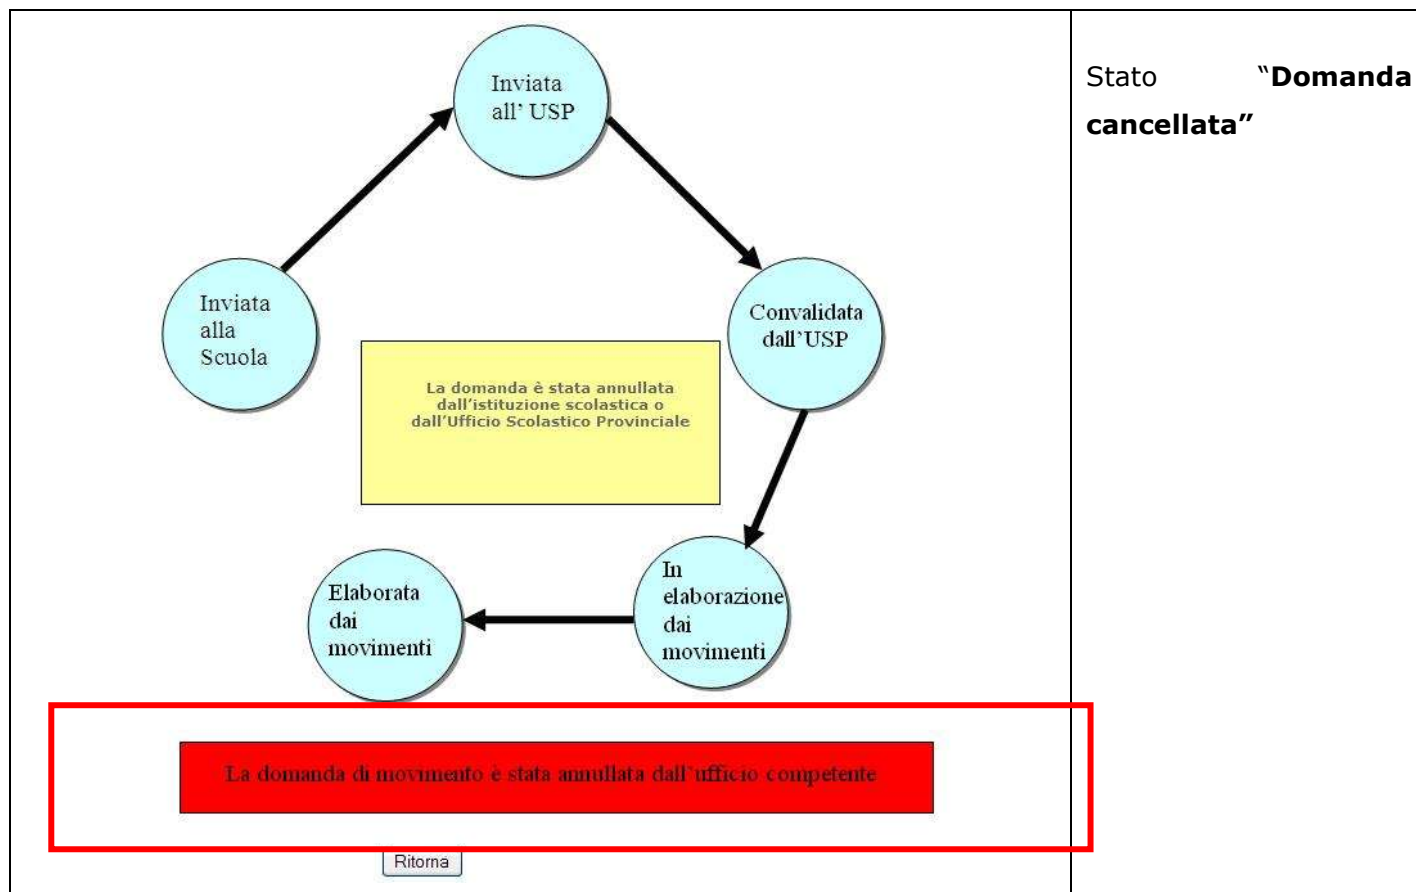 Inviata
all' USP
Inviata
alla
Scuola
Convalidata
dall'USP
La domanda è stata annullata
dall'istituzione scolastica o
dall'Ufficio Scolastico Provinciale
Elaborata
dai
movimenti
In
elaborazione
dai
movimenti
La domanda di movimento è stata annullata dall'ufficio competente
Ritorna
Stato "Domanda
cancellata"